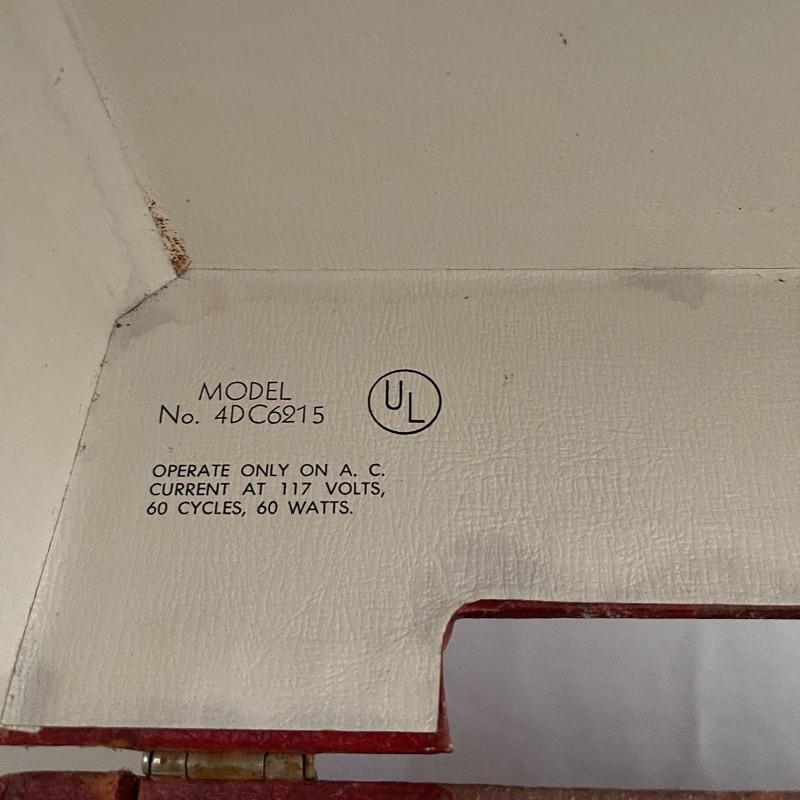 MODEL
No. 4DC6215
UL
OPERATE ONLY ON A. C.
CURRENT AT 117 VOLTS,
60 CYCLES, 60 WATTS.